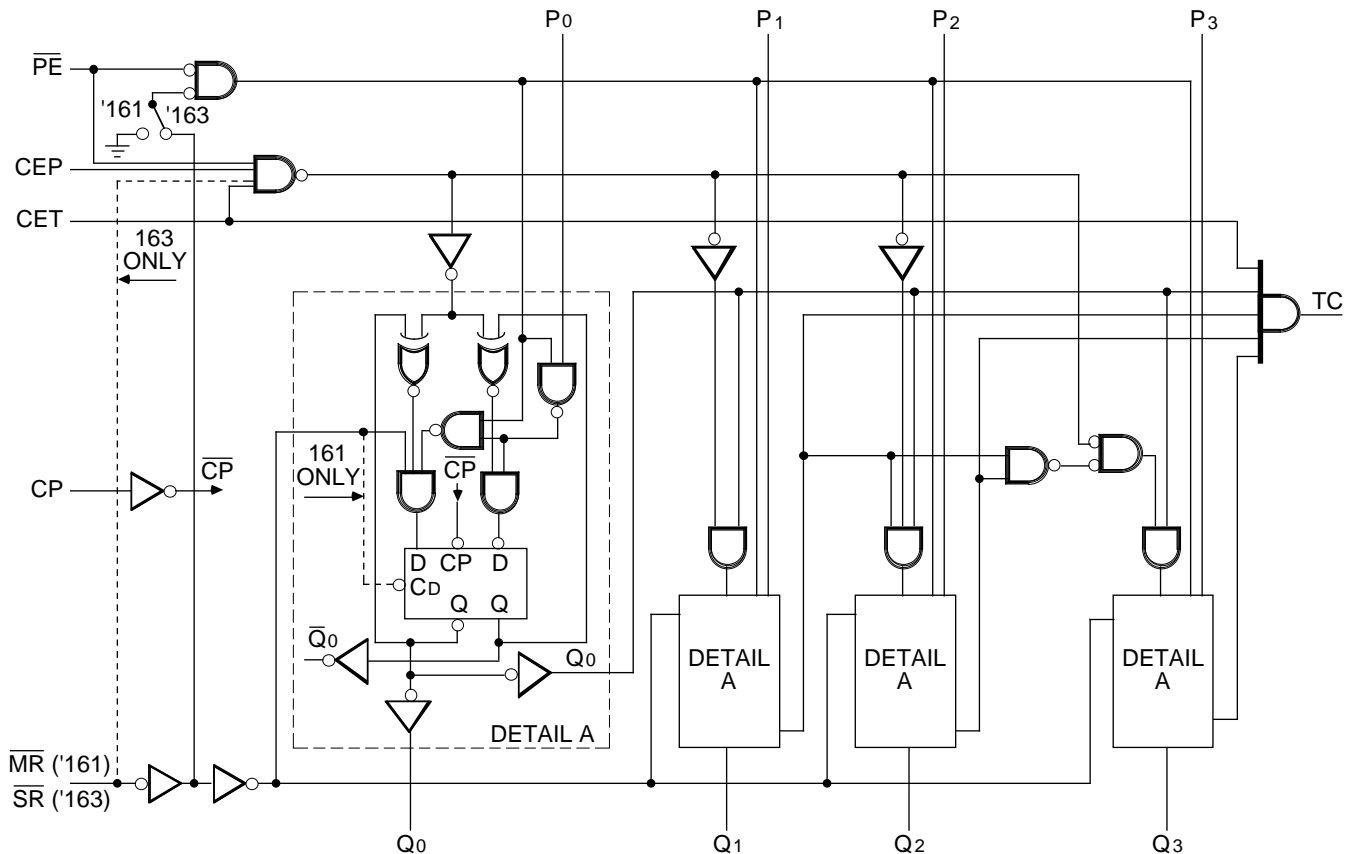 P0
P1
P2
P3
PE
'161
'163
CEP
CET
163
ONLY
TC
161
ONLY
CP
CP
CP
D CP D
CD
Q Q
Q0
Q0
DETAIL A
DETAIL
A
DETAIL
A
DETAIL
A
MR ('161)
SR ('163)
Q0
Q1
Q2
Q3